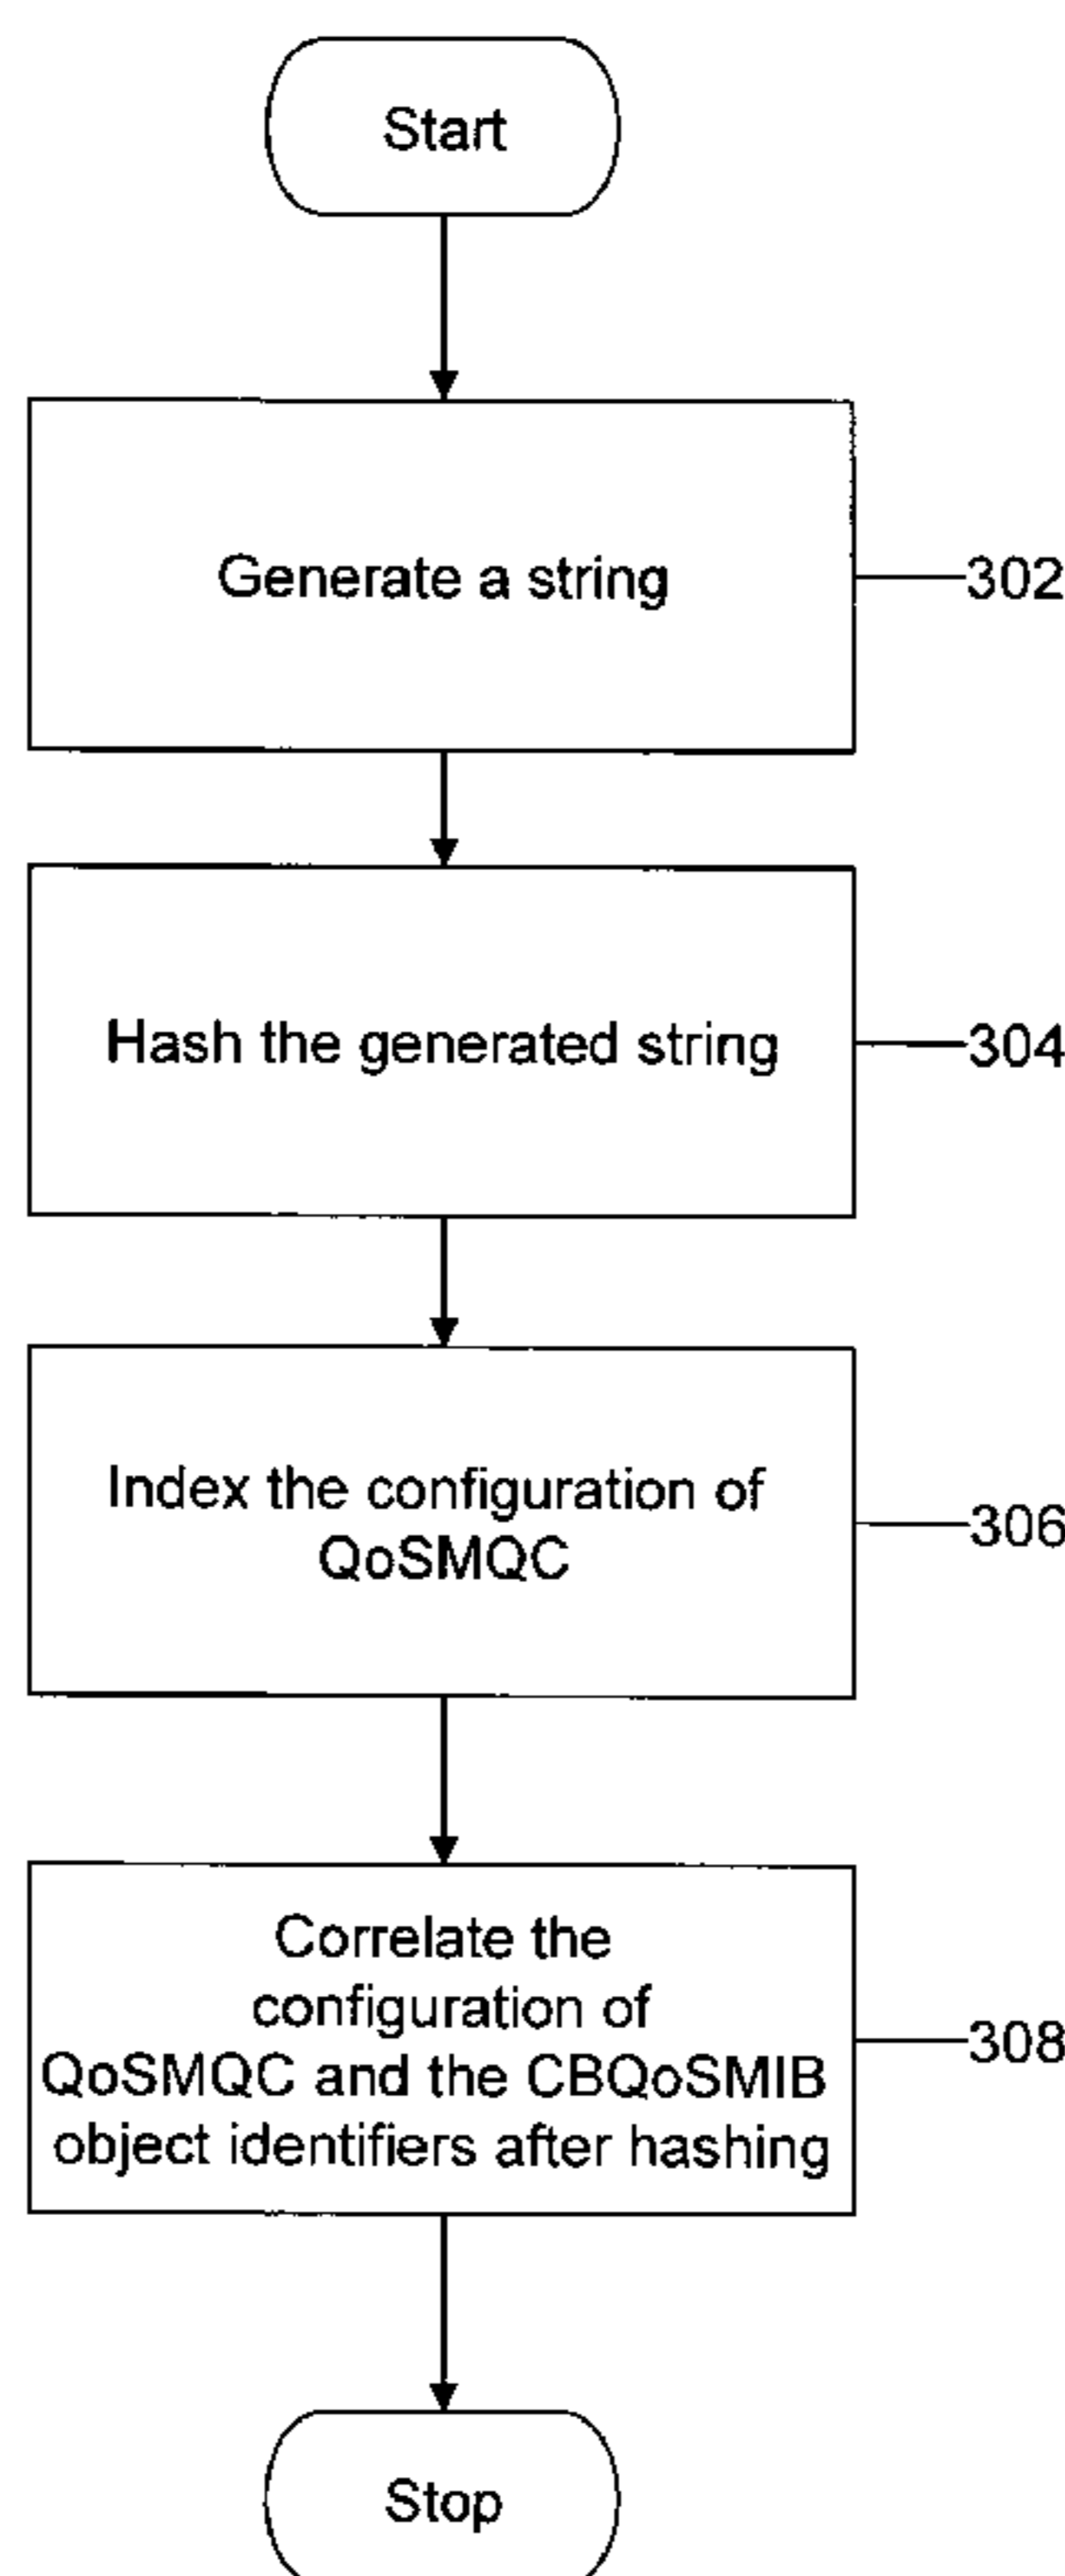 Start
Generate a string
302
Hash the generated string
304
Index the configuration of
QoSMQC
306
Correlate the
configuration of
QoSMQC and the CBQoSMIB
object identifiers after hashing
308
Stop